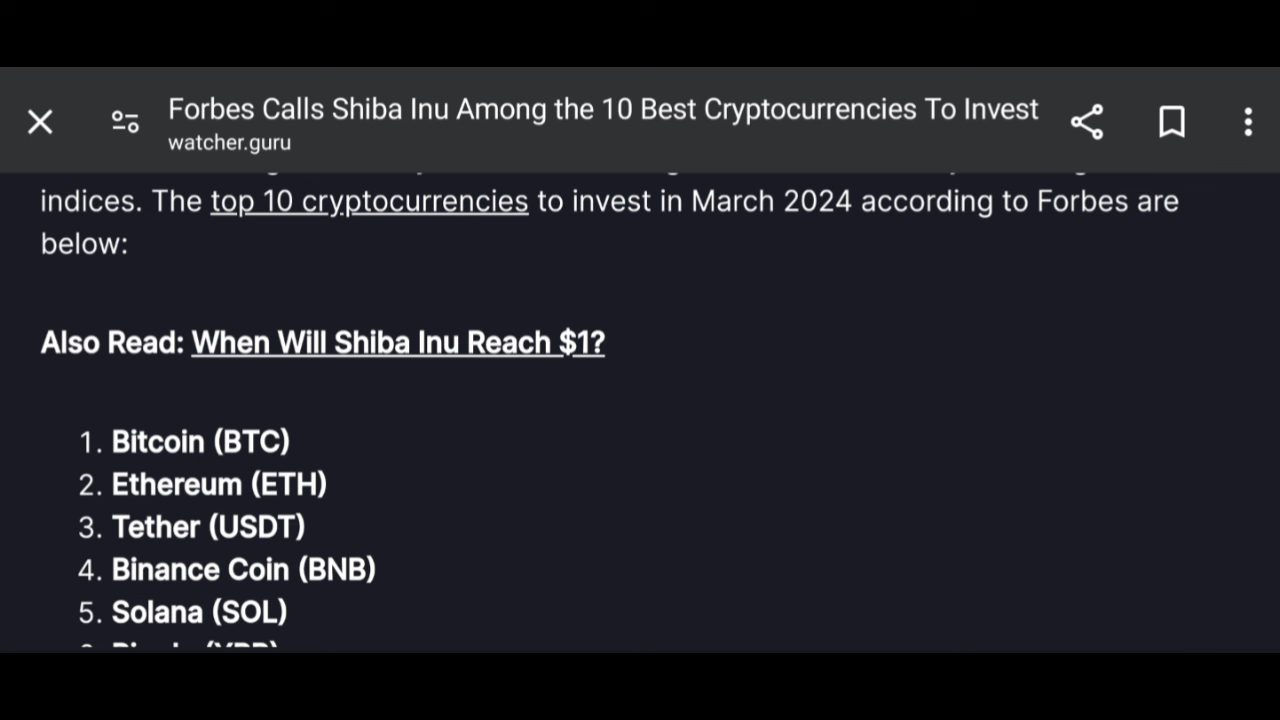 Forbes Calls Shiba Inu Among the 10 Best Cryptocurrencies To Invest
watcher.guru
indices. The top 10 cryptocurrencies to invest in March 2024 according to Forbes are
below:
Also Read: When Will Shiba Inu Reach $1?
1. Bitcoin (BTC)
2. Ethereum (ETH)
3. Tether (USDT)
4. Binance Coin (BNB)
5. Solana (SOL)